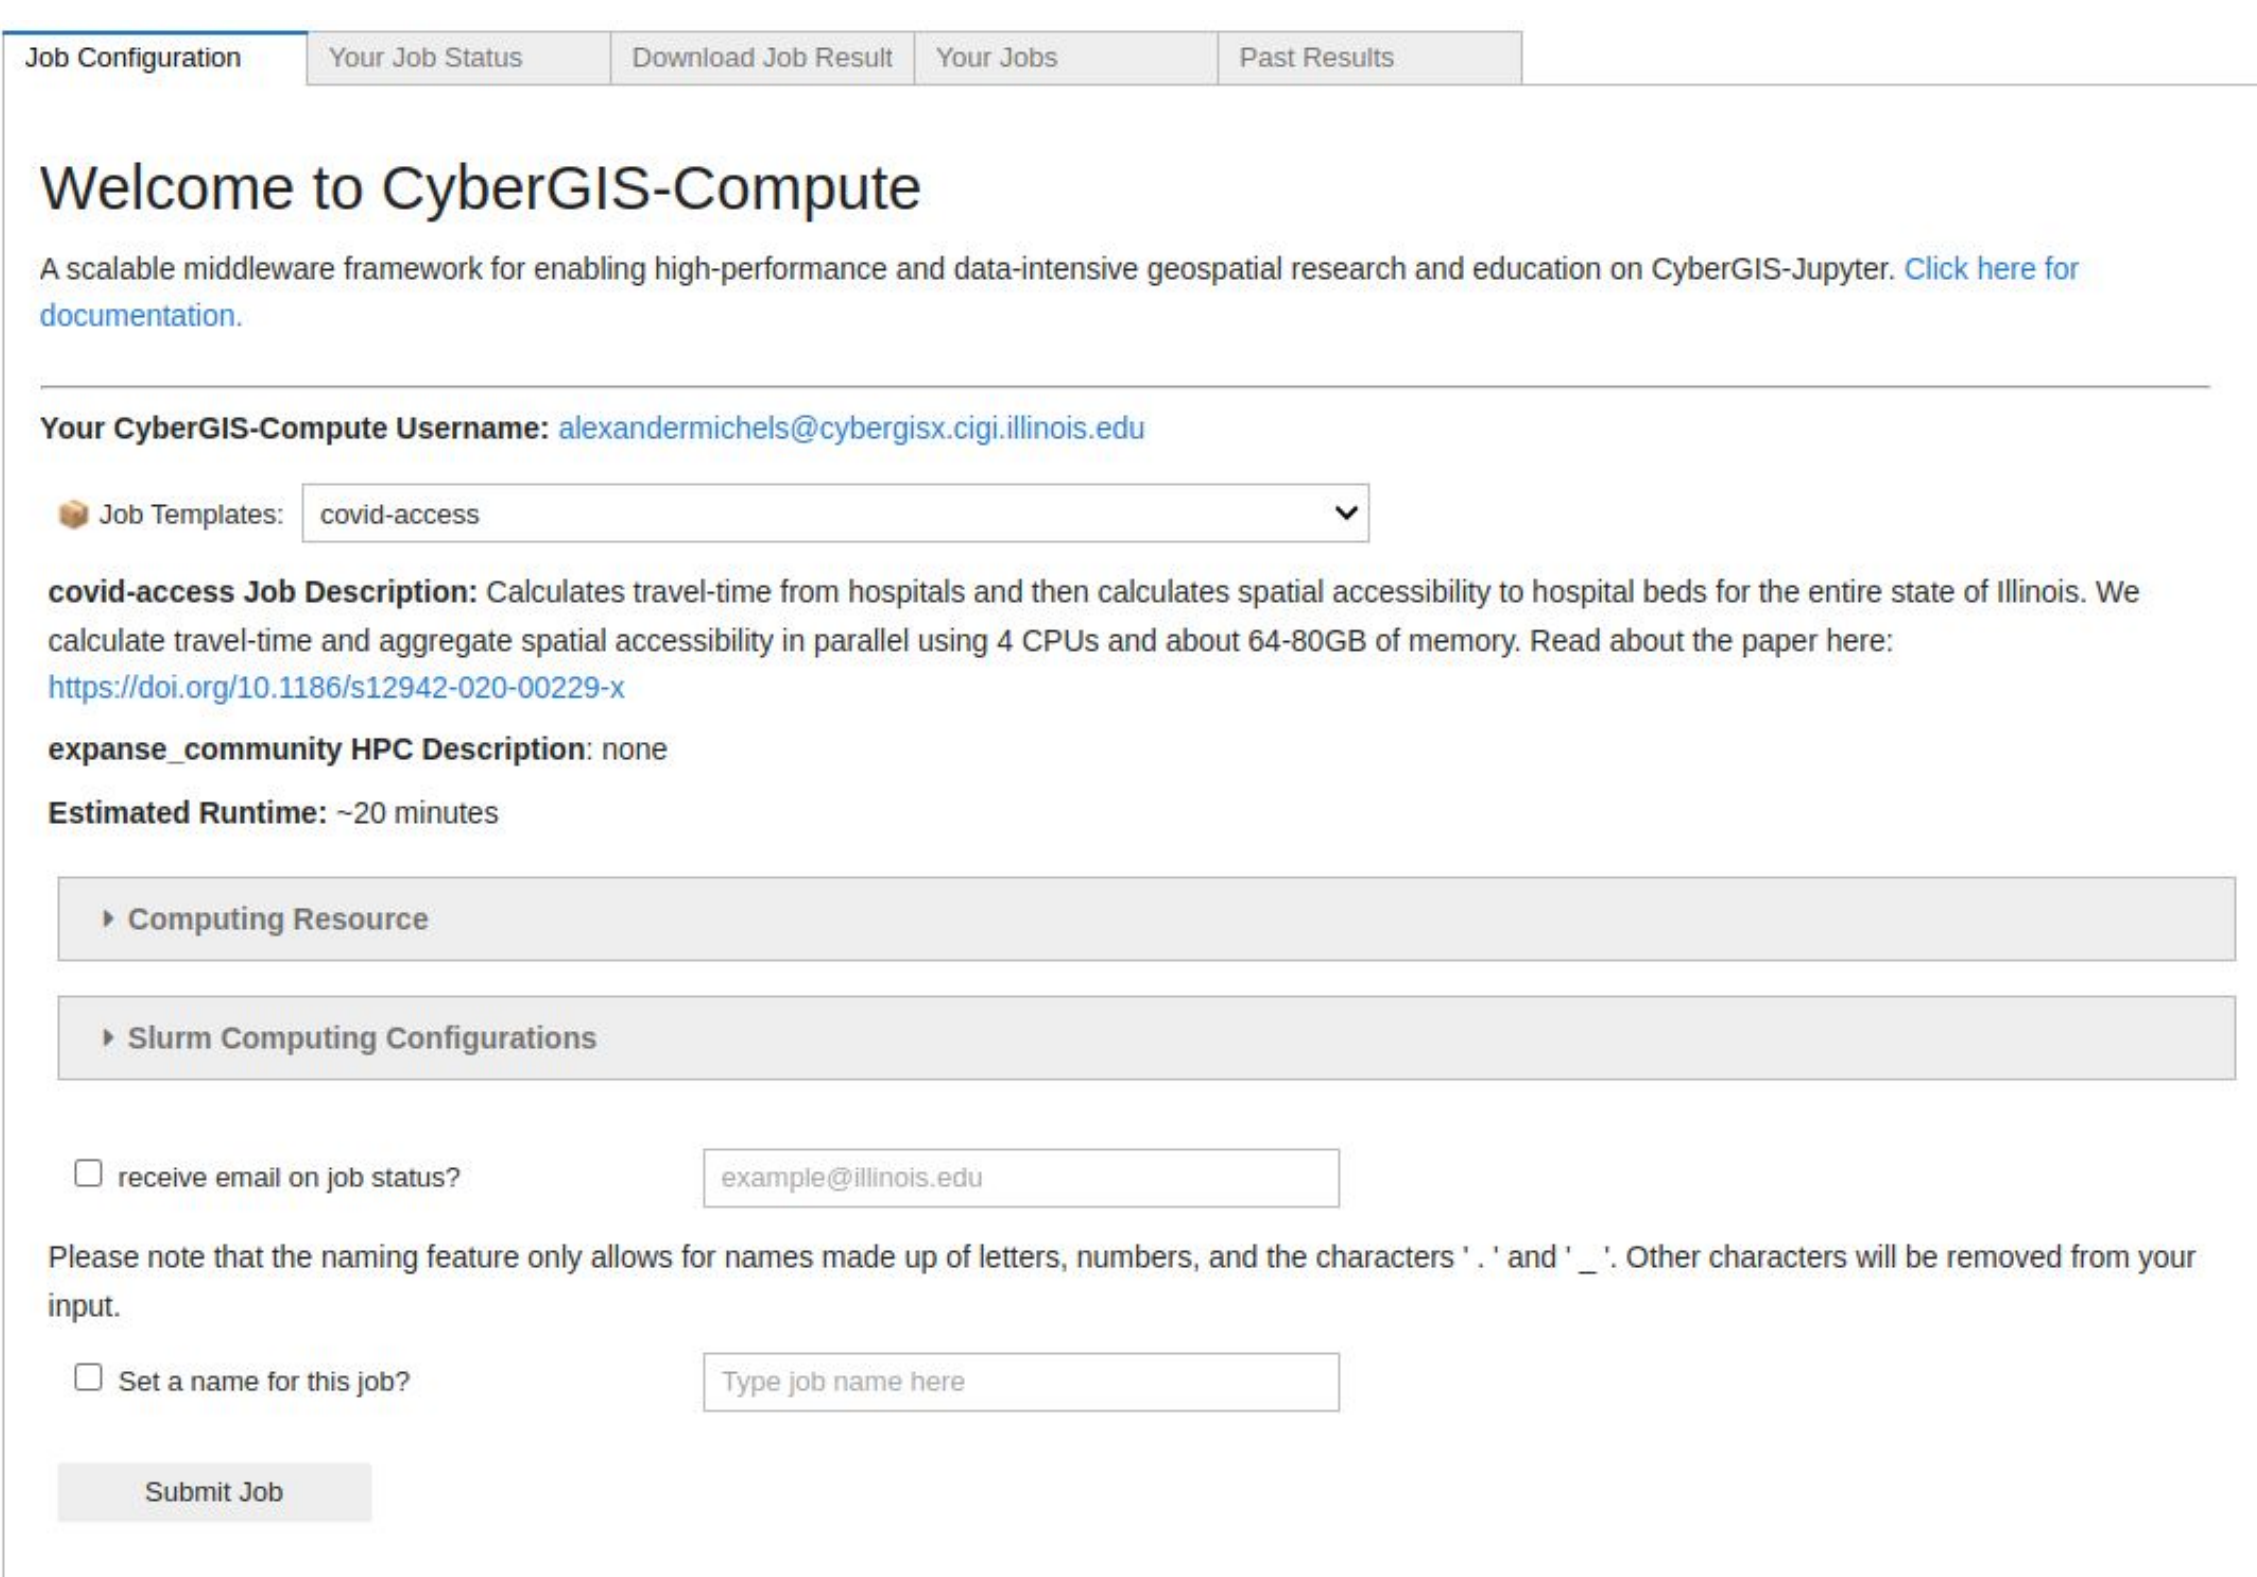 Job Configuration
Your Job Status
Download Job Result
Your Jobs
Past Results
Welcome to CyberGIS-Compute
A scalable middleware framework for enabling high-performance and data-intensive geospatial research and education on CyberGIS-Jupyter. Click here for
documentation.
Your CyberGIS-Compute Username: alexandermichels@cybergisx.cigi.illinois.edu
📦 Job Templates: covid-access
covid-access Job Description: Calculates travel-time from hospitals and then calculates spatial accessibility to hospital beds for the entire state of Illinois. We
calculate travel-time and aggregate spatial accessibility in parallel using 4 CPUs and about 64-80GB of memory. Read about the paper here:
https://doi.org/10.1186/s12942-020-00229-x
expanse_community HPC Description: none
Estimated Runtime: ~20 minutes
Computing Resource
Slurm Computing Configurations
receive email on job status? example@illinois.edu
Please note that the naming feature only allows for names made up of letters, numbers, and the characters ' . ' and ' _ '. Other characters will be removed from your
input.
Set a name for this job? Type job name here
Submit Job